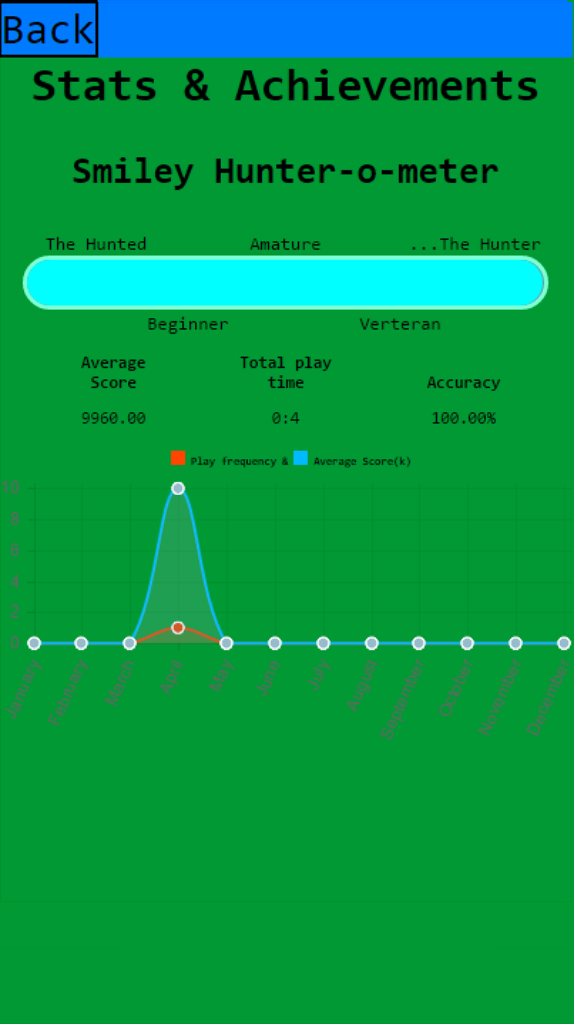 Back
Stats & Achievements
Smiley Hunter-o-meter
The Hunted Amature ...The Hunter
Beginner Verteran
Average Total play
Score time Accuracy
9960.00 0:4 100.00%
Play frequency & Average Score(k)
10
8
6
4
2
0
January February March April May June July August September October November December